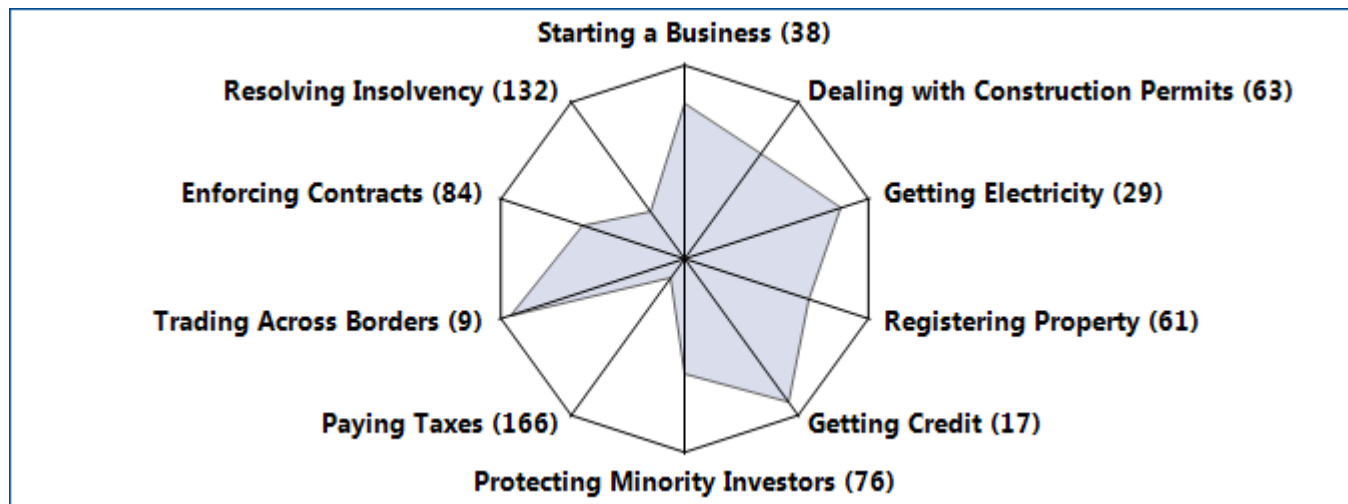 Starting a Business (38)
Resolving Insolvency (132)
Dealing with Construction Permits (63)
Enforcing Contracts (84)
Getting Electricity (29)
Trading Across Borders (9)
Registering Property (61)
Paying Taxes (166)
Getting Credit (17)
Protecting Minority Investors (76)